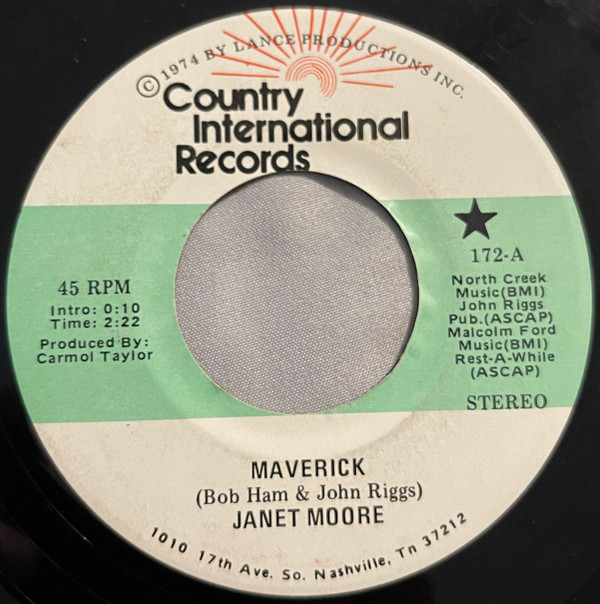 © 1974 BY LANCE PRODUCTIONS INC.
Country
International
Records
45 RPM
Intro: 0:10
Time: 2:22
Produced By:
Carmol Taylor
172-A
North Creek
Music(BMI)
John Riggs
Pub.(ASCAP)
Malcolm Ford
Music(BMI)
Rest-A-While
(ASCAP)
STEREO
MAVERICK
(Bob Ham & John Riggs)
JANET MOORE
1010 17th Ave. So. Nashville, Tn 37212